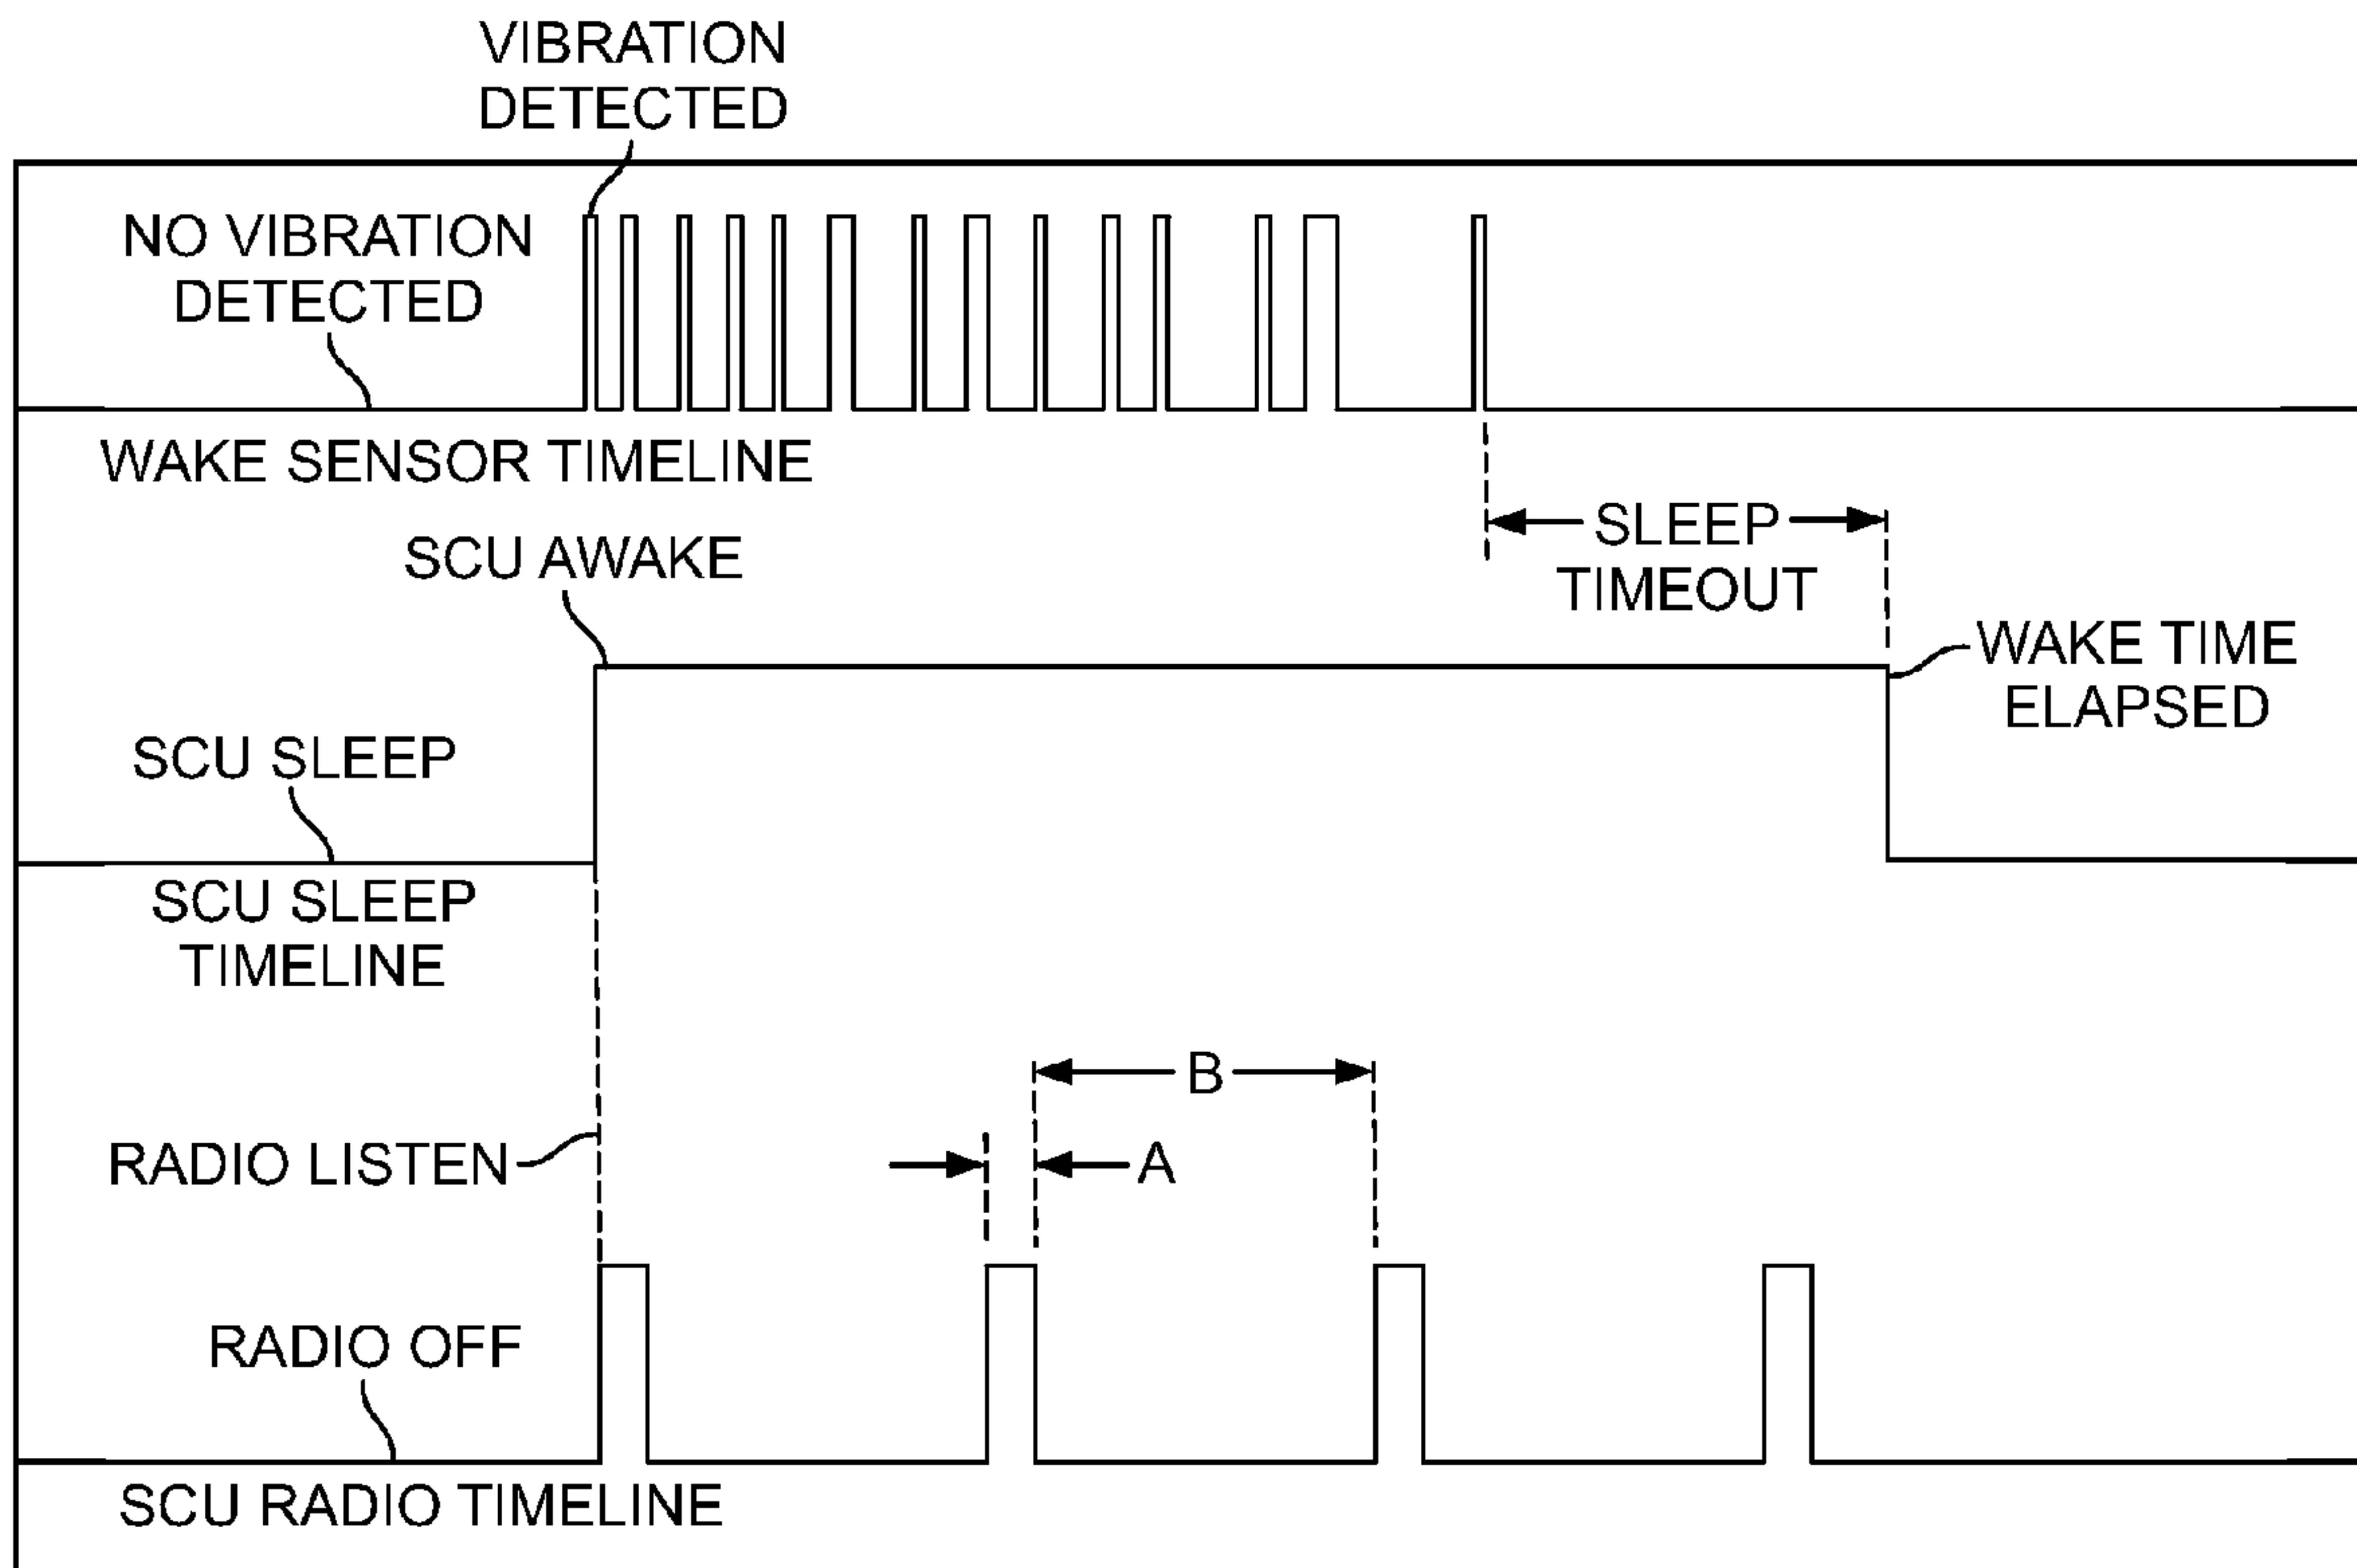 VIBRATION
DETECTED
NO VIBRATION
DETECTED
WAKE SENSOR TIMELINE
SLEEP
TIMEOUT
SCU AWAKE
WAKE TIME
ELAPSED
SCU SLEEP
SCU SLEEP
TIMELINE
B
RADIO LISTEN
A
RADIO OFF
SCU RADIO TIMELINE